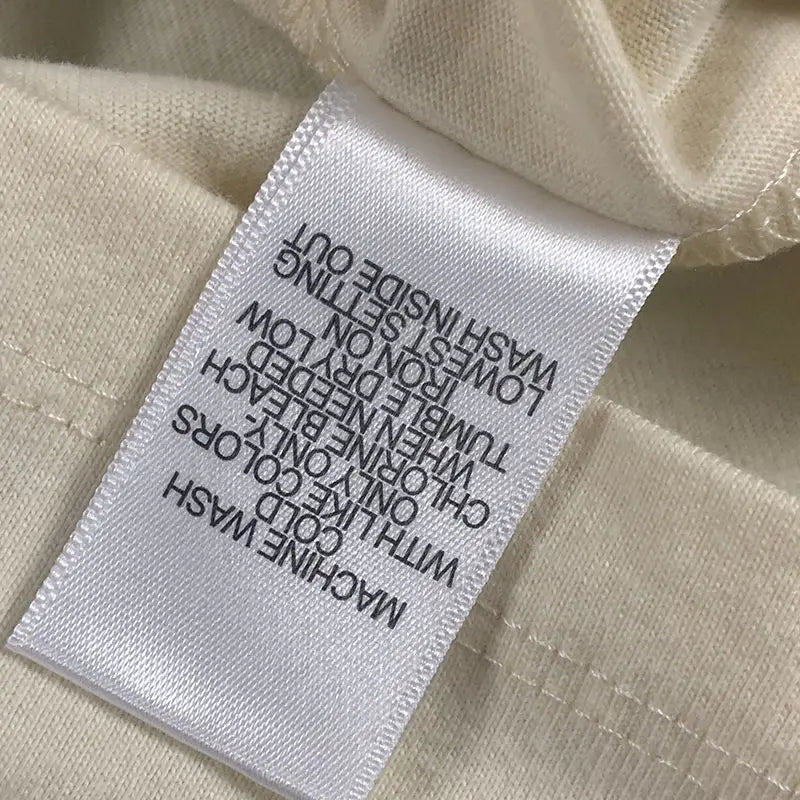 MACHINE WASH
COLD
WITH LIKE COLORS
ONLY ONLY.
CHLORINE BLEACH
WHEN NEEDED
TUMBLE DRY LOW
IRON ON
LOWEST SETTING
WASH INSIDE OUT